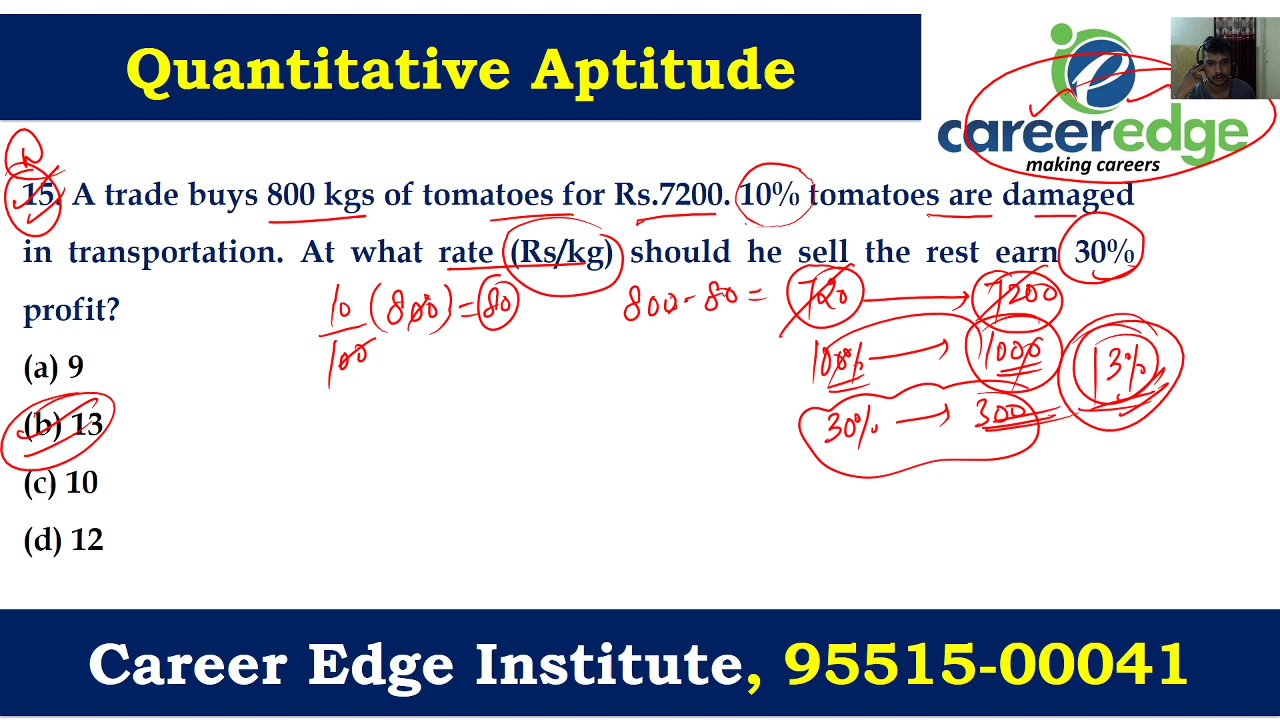 Quantitative Aptitude
careeredge
making careers
15. A trade buys 800 kgs of tomatoes for Rs.7200. 10% tomatoes are damaged
in transportation. At what rate (Rs/kg) should he sell the rest earn 30%
profit?
10/100 (800) = 80
800 - 80 = 720 → 7200
100% → 1000
13%
30% → 300
(a) 9
(b) 13
(c) 10
(d) 12
Career Edge Institute, 95515-00041